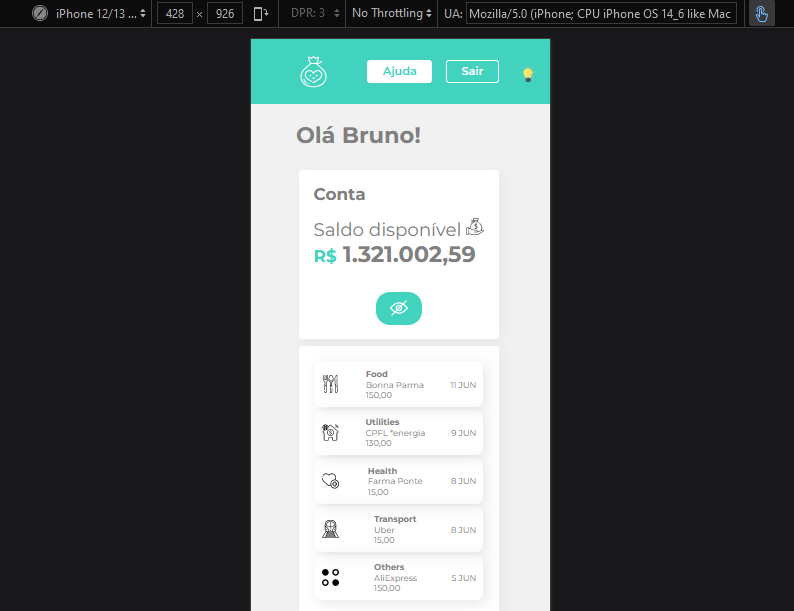 iPhone 12/13 ...
428 × 926
DPR: 3
No Throttling
UA: Mozilla/5.0 (iPhone; CPU iPhone OS 14_6 like Mac
Ajuda
Sair
Olá Bruno!
Conta
Saldo disponível
R$ 1.321.002,59
Food
Bonna Parma
11 JUN
150,00
Utilities
CPFL *energia
9 JUN
130,00
Health
Farma Ponte
8 JUN
15,00
Transport
Uber
8 JUN
15,00
Others
AliExpress
5 JUN
150,00